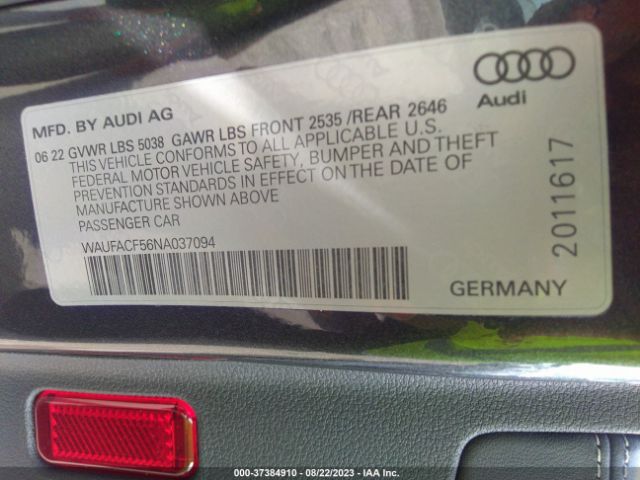 Audi
MFD. BY AUDI AG
06 22 GVWR LBS 5038 GAWR LBS FRONT 2535 /REAR 2646
THIS VEHICLE CONFORMS TO ALL APPLICABLE U.S.
FEDERAL MOTOR VEHICLE SAFETY, BUMPER AND THEFT
PREVENTION STANDARDS IN EFFECT ON THE DATE OF
MANUFACTURE SHOWN ABOVE
PASSENGER CAR
WAUFACF56NA037094
2011617
GERMANY
000-37384910 - 08/22/2023 - IAA Inc.